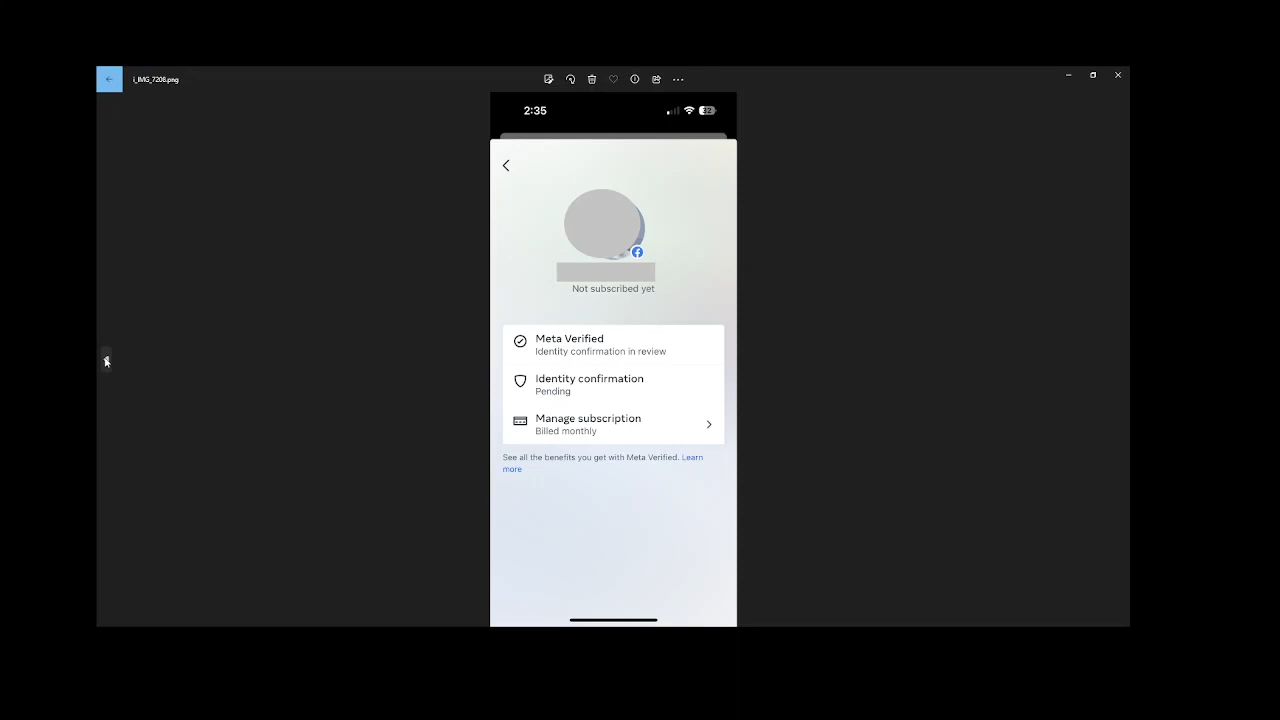 i_IMG_7208.png
2:35
32
Not subscribed yet
Meta Verified
Identity confirmation in review
Identity confirmation
Pending
Manage subscription
Billed monthly
See all the benefits you get with Meta Verified. Learn
more